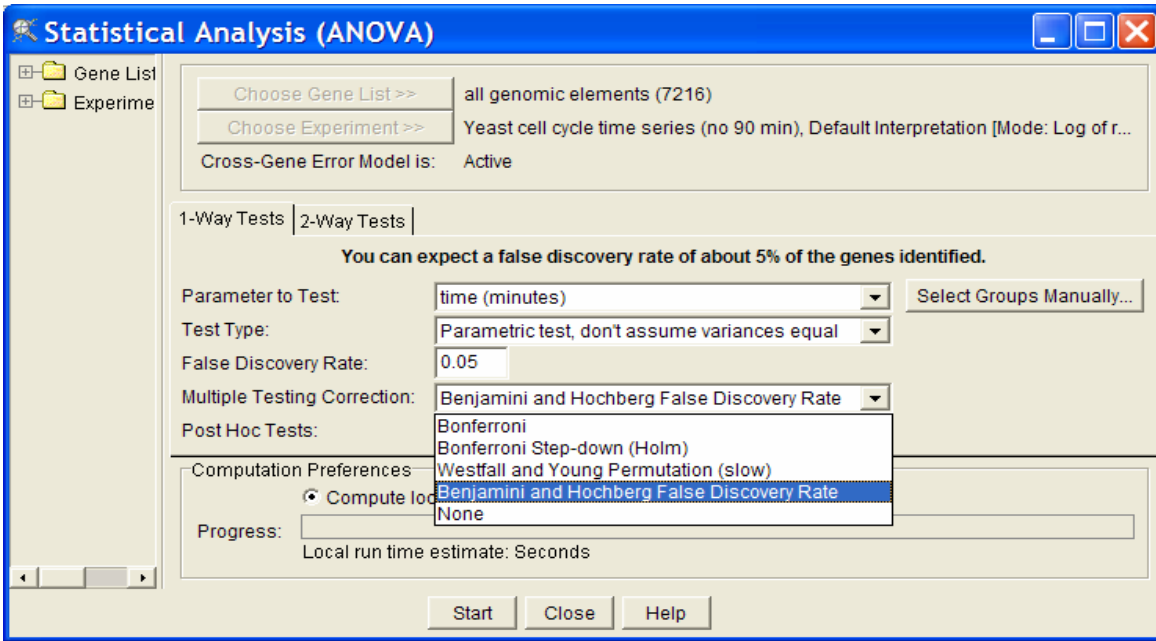 Statistical Analysis (ANOVA)
Gene List
Experime
Choose Gene List >> all genomic elements (7216)
Choose Experiment >> Yeast cell cycle time series (no 90 min), Default Interpretation [Mode: Log of r...
Cross-Gene Error Model is: Active
1-Way Tests 2-Way Tests
You can expect a false discovery rate of about 5% of the genes identified.
Parameter to Test: time (minutes) Select Groups Manually...
Test Type: Parametric test, don't assume variances equal
False Discovery Rate: 0.05
Multiple Testing Correction: Benjamini and Hochberg False Discovery Rate
Post Hoc Tests:
Bonferroni
Bonferroni Step-down (Holm)
Westfall and Young Permutation (slow)
Benjamini and Hochberg False Discovery Rate
None
Computation Preferences
Compute loc
Progress:
Local run time estimate: Seconds
Start Close Help